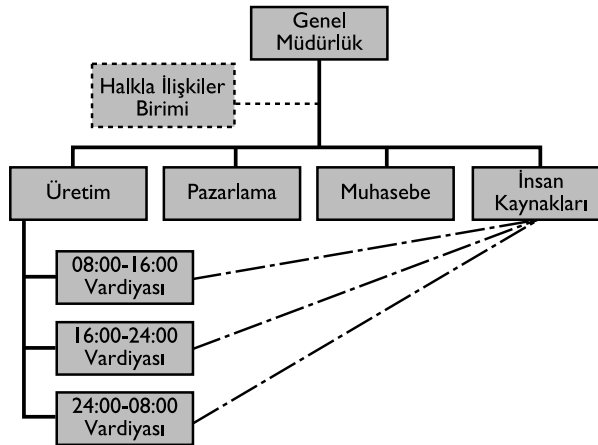 Genel
Müdürlük
Halkla İlişkiler
Birimi
Üretim
Pazarlama
Muhasebe
İnsan
Kaynakları
08:00-16:00
Vardiyası
16:00-24:00
Vardiyası
24:00-08:00
Vardiyası